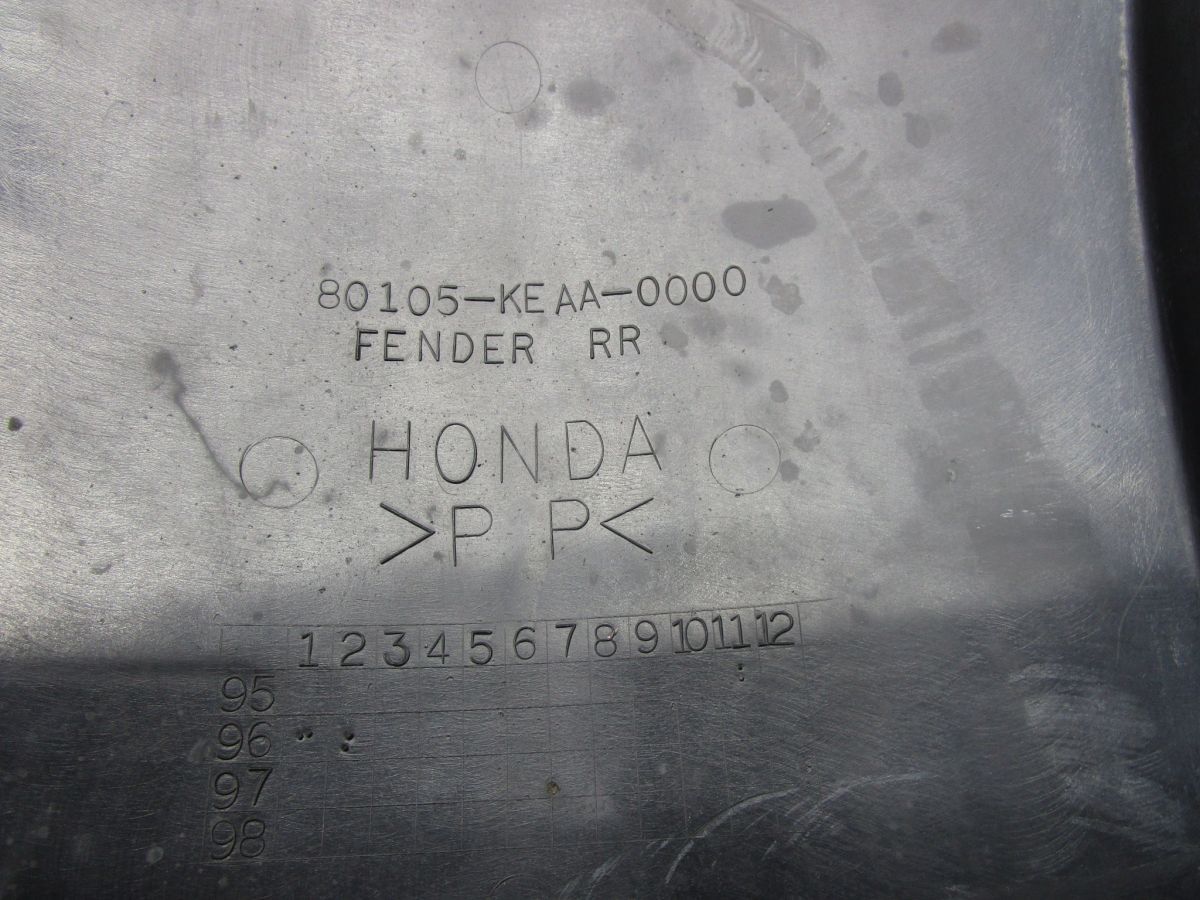 80105-KEAA-0000
FENDER RR
HONDA
>PP<
1 2 3 4 5 6 7 8 9 10 11 12
95
96
97
98